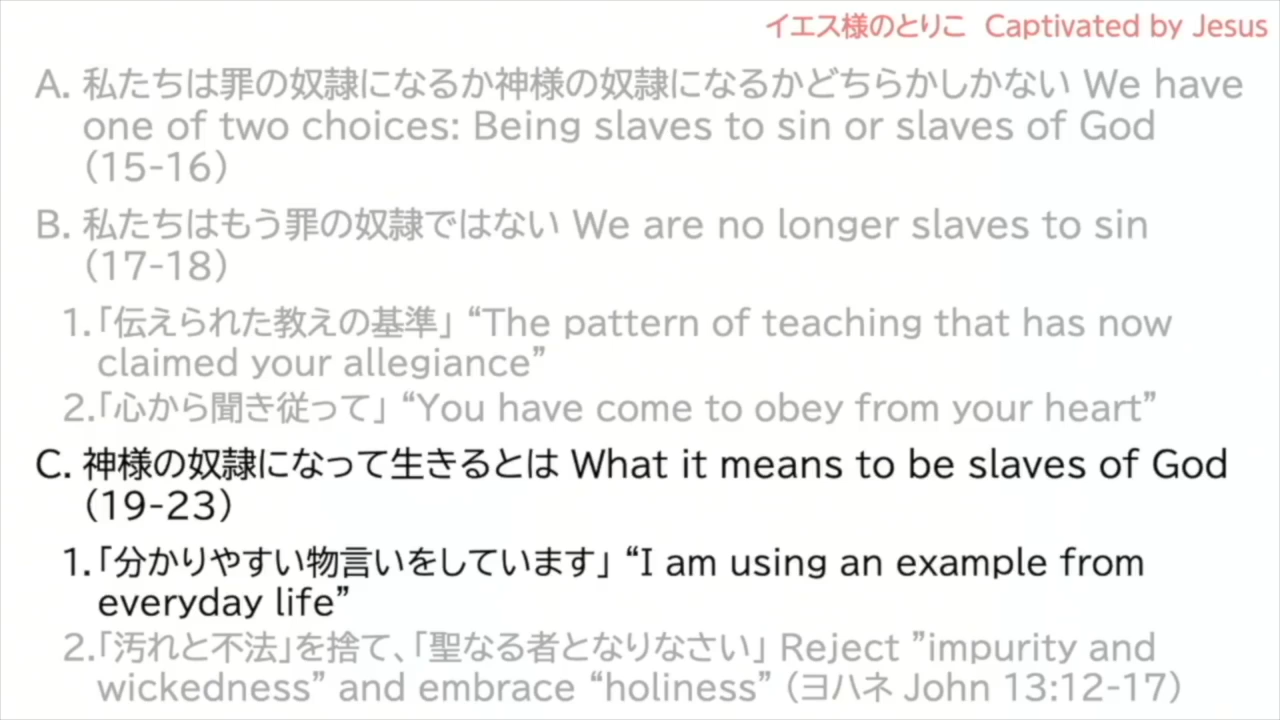 イエス様のとりこ Captivated by Jesus
A. 私たちは罪の奴隷になるか神様の奴隷になるかどちらかしかない We have
one of two choices: Being slaves to sin or slaves of God
(15-16)
B. 私たちはもう罪の奴隷ではない We are no longer slaves to sin
(17-18)
1.「伝えられた教えの基準」 “The pattern of teaching that has now
claimed your allegiance”
2.「心から聞き従って」 “You have come to obey from your heart”
C. 神様の奴隷になって生きるとは What it means to be slaves of God
(19-23)
1.「分かりやすい物言いをしています」 “I am using an example from
everyday life”
2.「汚れと不法」を捨て、「聖なる者となりなさい」 Reject ”impurity and
wickedness” and embrace “holiness” (ヨハネ John 13:12-17)